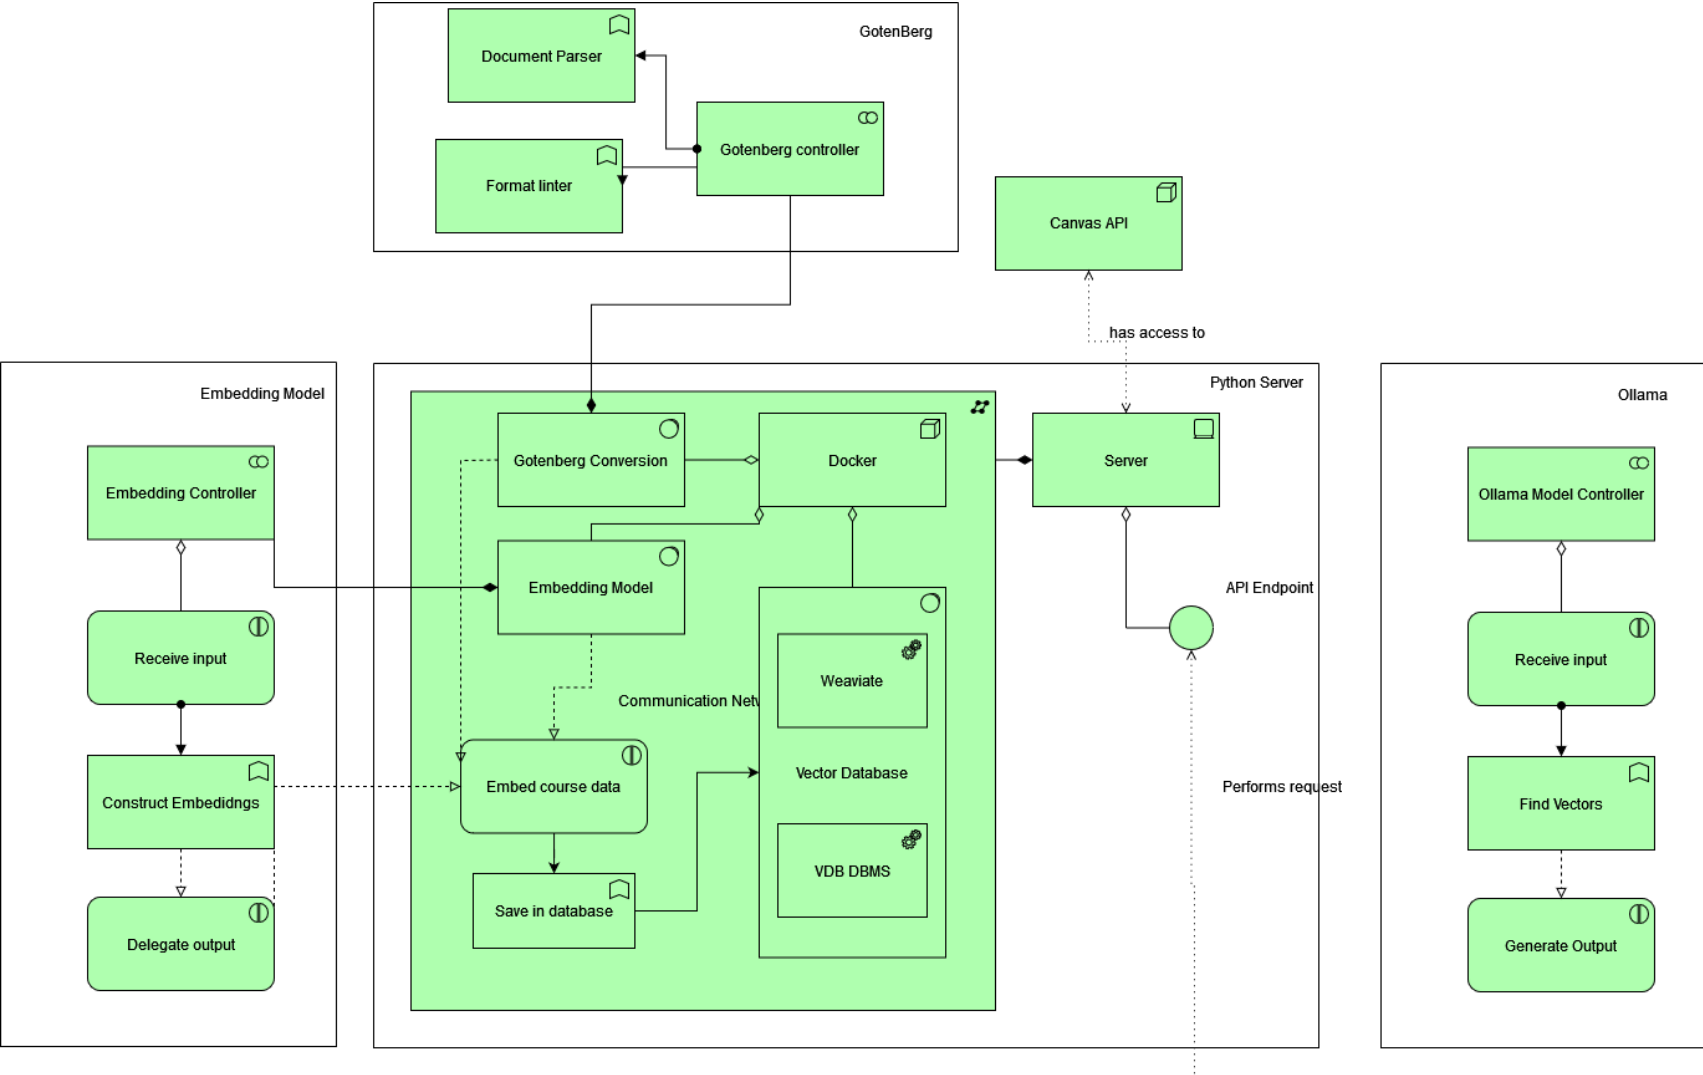 GotenBerg
Document Parser
Gotenberg controller
Format linter
Canvas API
has access to
Embedding Model
Python Server
Ollama
Gotenberg Conversion
Docker
Server
Embedding Controller
Ollama Model Controller
Embedding Model
API Endpoint
Receive input
Receive input
Weaviate
Communication Netw
Vector Database
Embed course data
Performs request
Construct Embedidngs
Find Vectors
VDB DBMS
Save in database
Delegate output
Generate Output